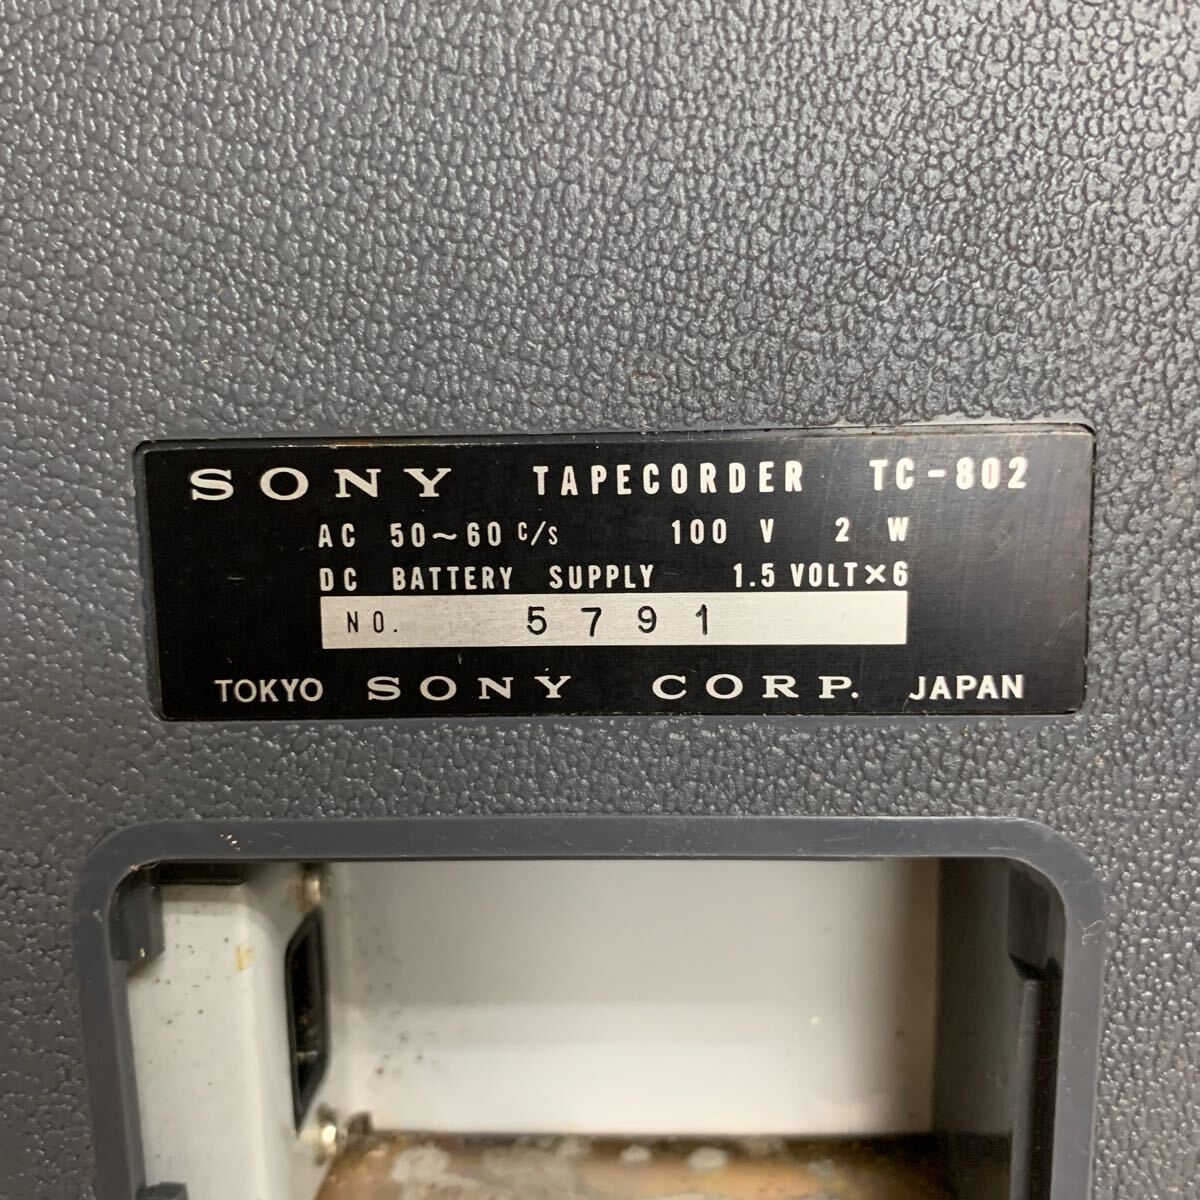 SONY TAPECORDER TC-802
AC 50~60 C/S 100 V 2 W
DC BATTERY SUPPLY 1.5 VOLT×6
NO. 5791
TOKYO SONY CORP. JAPAN